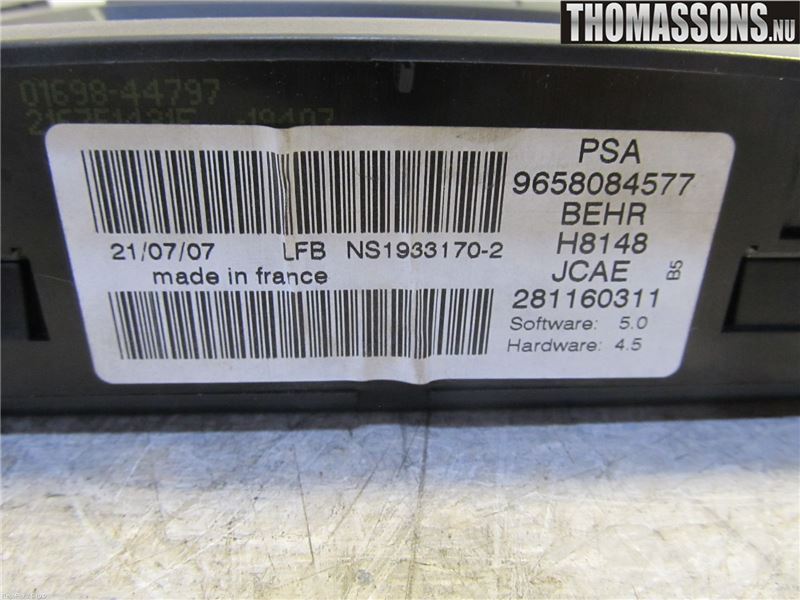 THOMASSONS.NU
01698-44797
PSA
9658084577
BEHR
H8148
JCAE
B5
281160311
Software: 5.0
Hardware: 4.5
21/07/07 LFB NS1933170-2
made in france